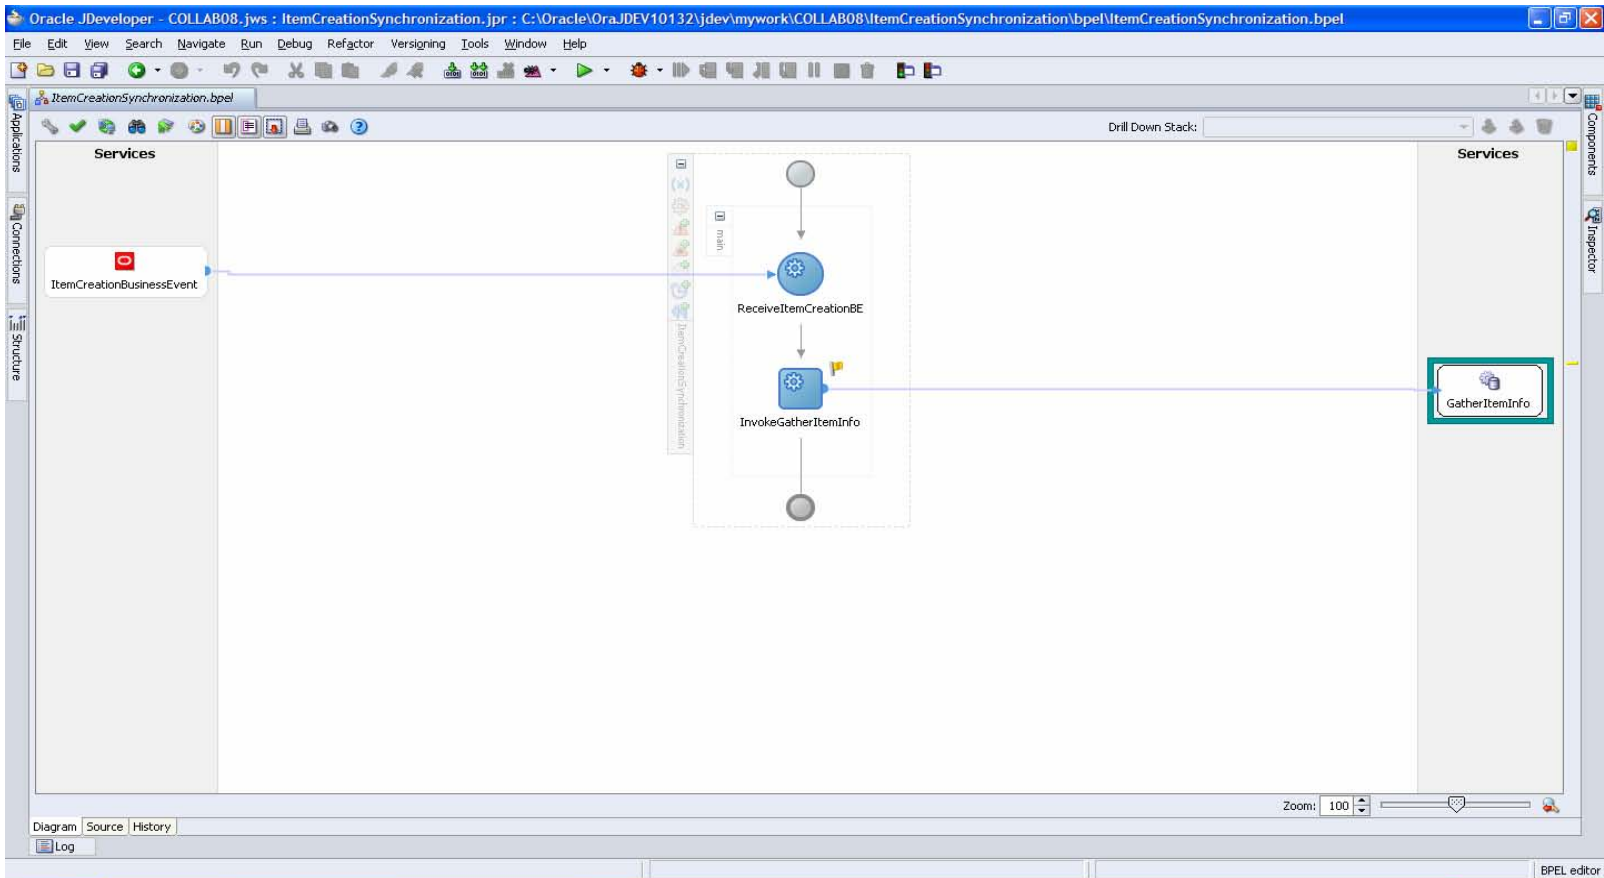 Oracle JDeveloper - COLLAB08.jws : ItemCreationSynchronization.jpr : C:\Oracle\OraJDEV10132\jdev\mywork\COLLAB08\ItemCreationSynchronization\bpel\ItemCreationSynchronization.bpel
File Edit View Search Navigate Run Debug Refactor Versioning Tools Window Help
ItemCreationSynchronization.bpel
Drill Down Stack:
Applications
Connections
Structure
Components
Inspector
Services
Services
ItemCreationBusinessEvent
main
ReceiveItemCreationBE
ItemCreationSynchronization
InvokeGatherItemInfo
GatherItemInfo
Zoom: 100
Diagram Source History
Log
BPEL editor